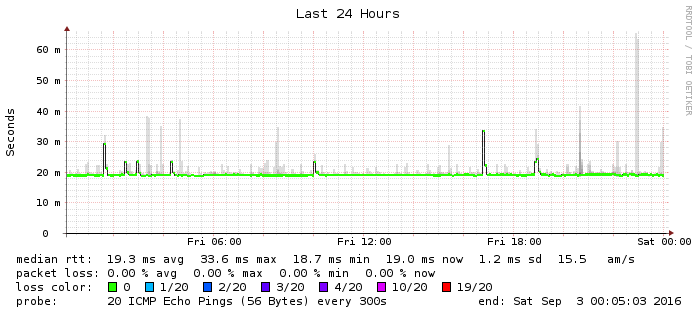 Last 24 Hours
RRDTOOL / TOBI OETIKER
Seconds
60 m
50 m
40 m
30 m
20 m
10 m
0
Fri 06:00 Fri 12:00 Fri 18:00 Sat 00:00
median rtt: 19.3 ms avg 33.6 ms max 18.7 ms min 19.0 ms now 1.2 ms sd 15.5 am/s
packet loss: 0.00 % avg 0.00 % max 0.00 % min 0.00 % now
loss color: 0 1/20 2/20 3/20 4/20 10/20 19/20
probe: 20 ICMP Echo Pings (56 Bytes) every 300s end: Sat Sep 3 00:05:03 2016